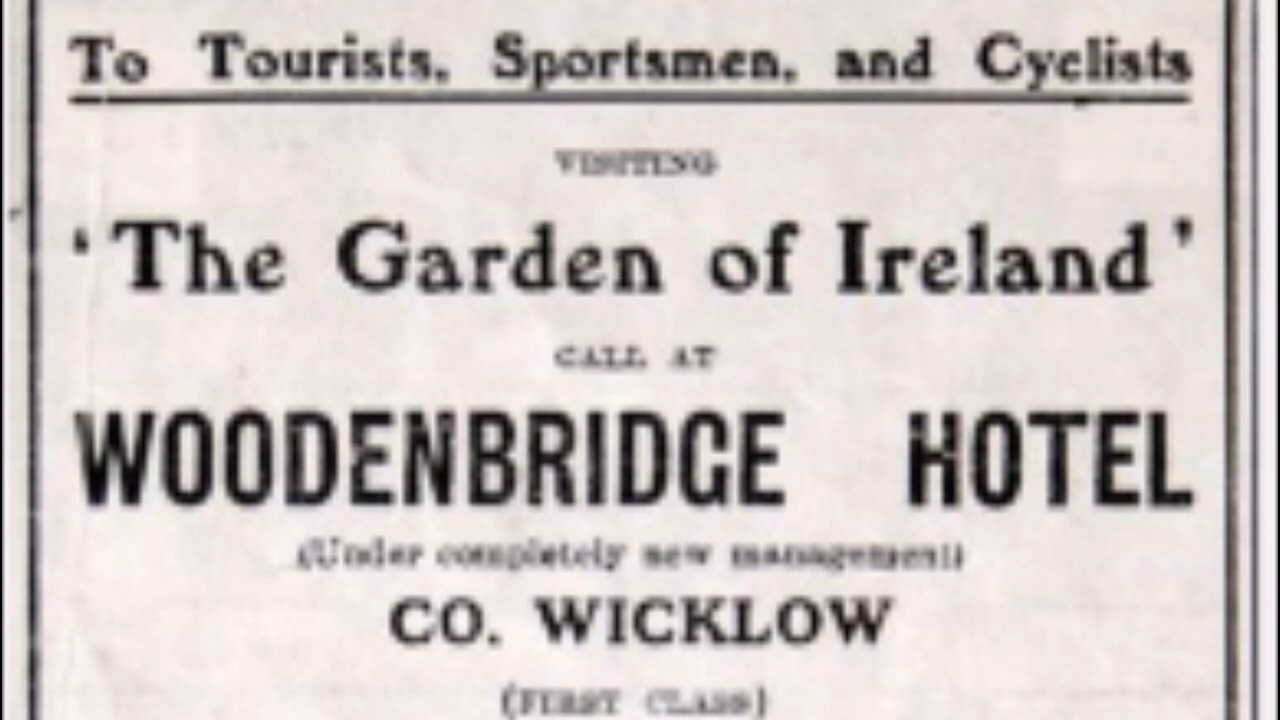 To Tourists, Sportsmen, and Cyclists
VISITING
'The Garden of Ireland'
CALL AT
WOODENBRIDGE HOTEL
(Under completely new management)
CO. WICKLOW
(FIRST CLASS)